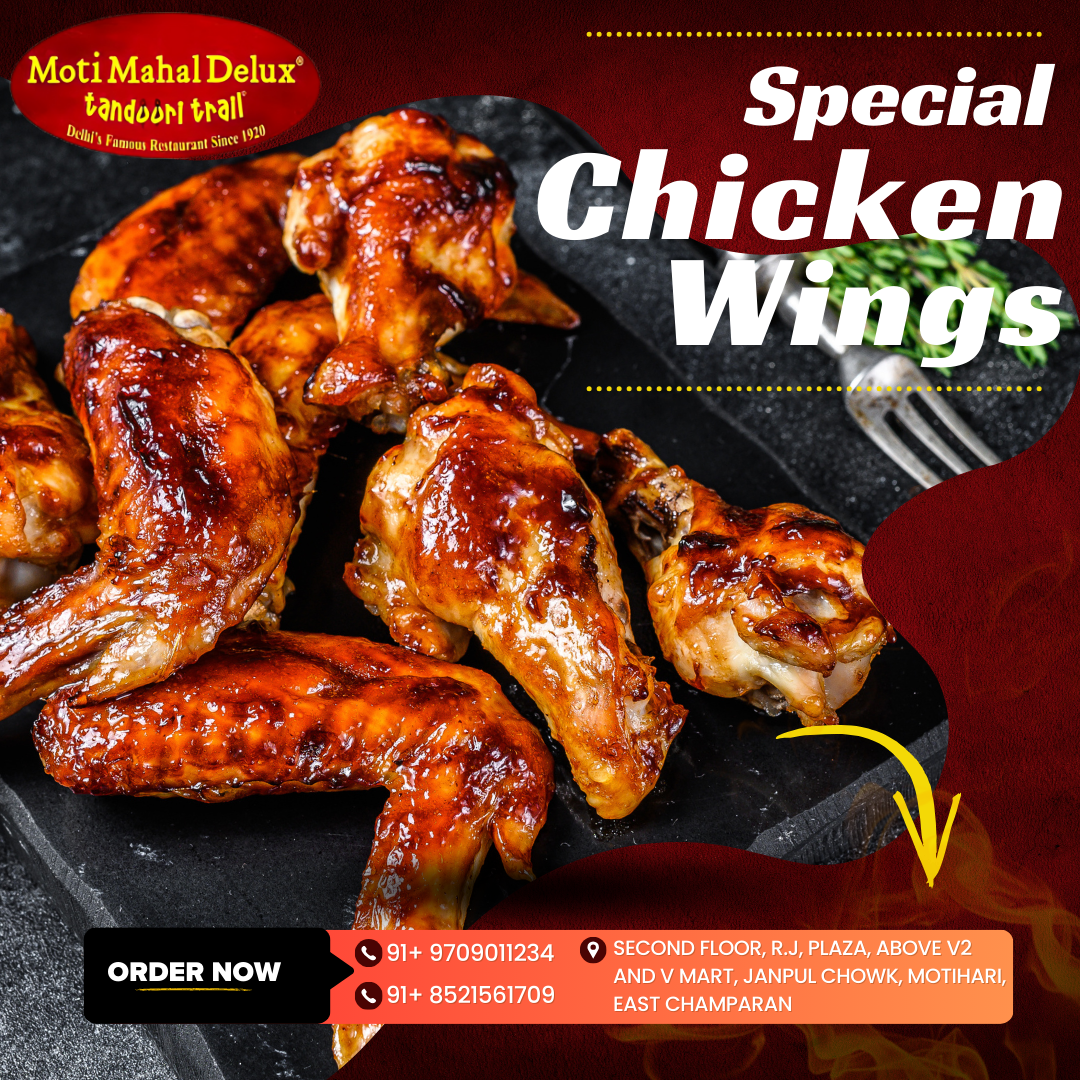 Moti Mahal Delux®
tandoori trail
Delhi's Famous Restaurant Since 1920
Special
Chicken
Wings
ORDER NOW
91+ 9709011234
91+ 8521561709
SECOND FLOOR, R.J, PLAZA, ABOVE V2
AND V MART, JANPUL CHOWK, MOTIHARI,
EAST CHAMPARAN